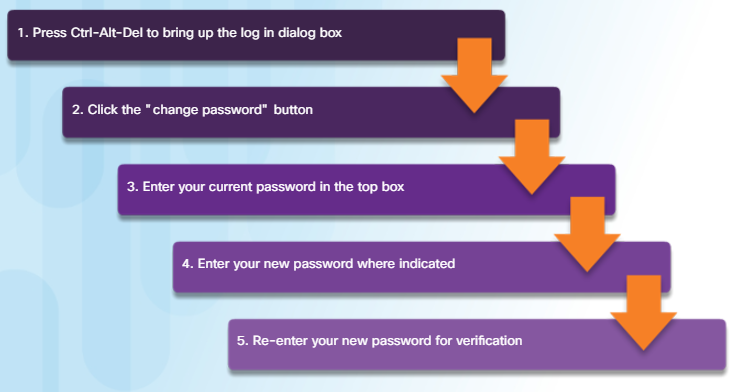 1. Press Ctrl-Alt-Del to bring up the log in dialog box
2. Click the "change password" button
3. Enter your current password in the top box
4. Enter your new password where indicated
5. Re-enter your new password for verification